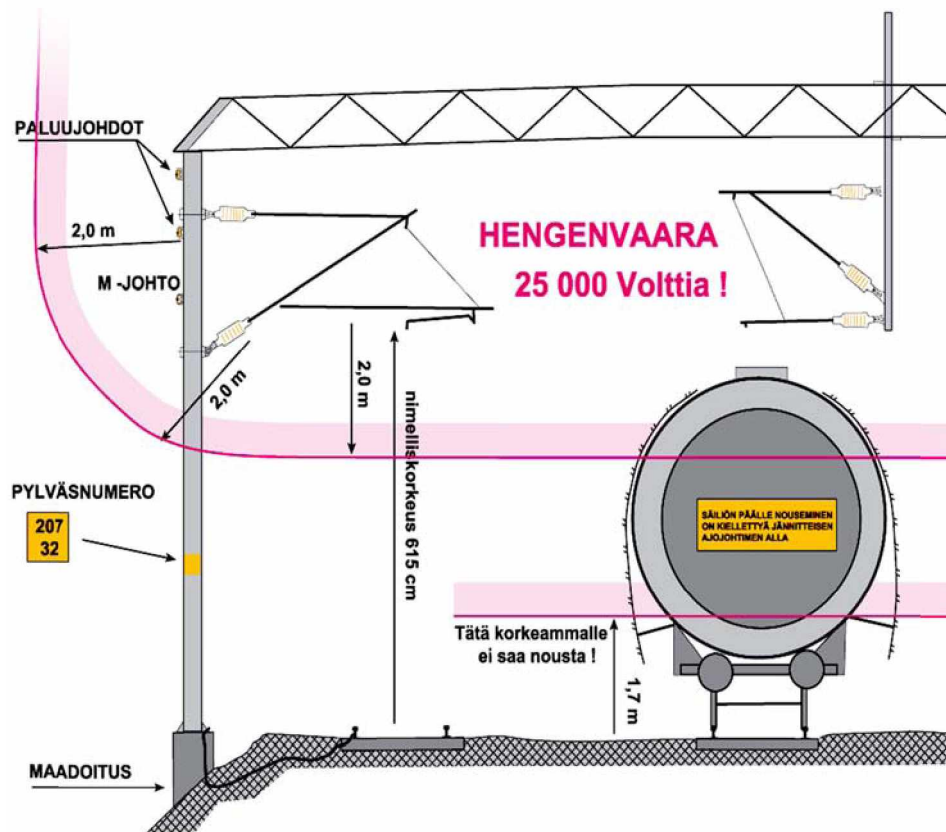 PALUUJOHDOT
2,0 m
M -JOHTO
HENGENVAARA
25 000 Volttia !
2,0 m
2,0 m
nimelliskorkeus 615 cm
PYLVÄSNUMERO
207
32
SÄILIÖN PÄÄLLE NOUSEMINEN
ON KIELLETTYÄ JÄNNITTEISEN
AJOJOHTIMEN ALLA
Tätä korkeammalle
ei saa nousta !
1,7 m
MAADOITUS